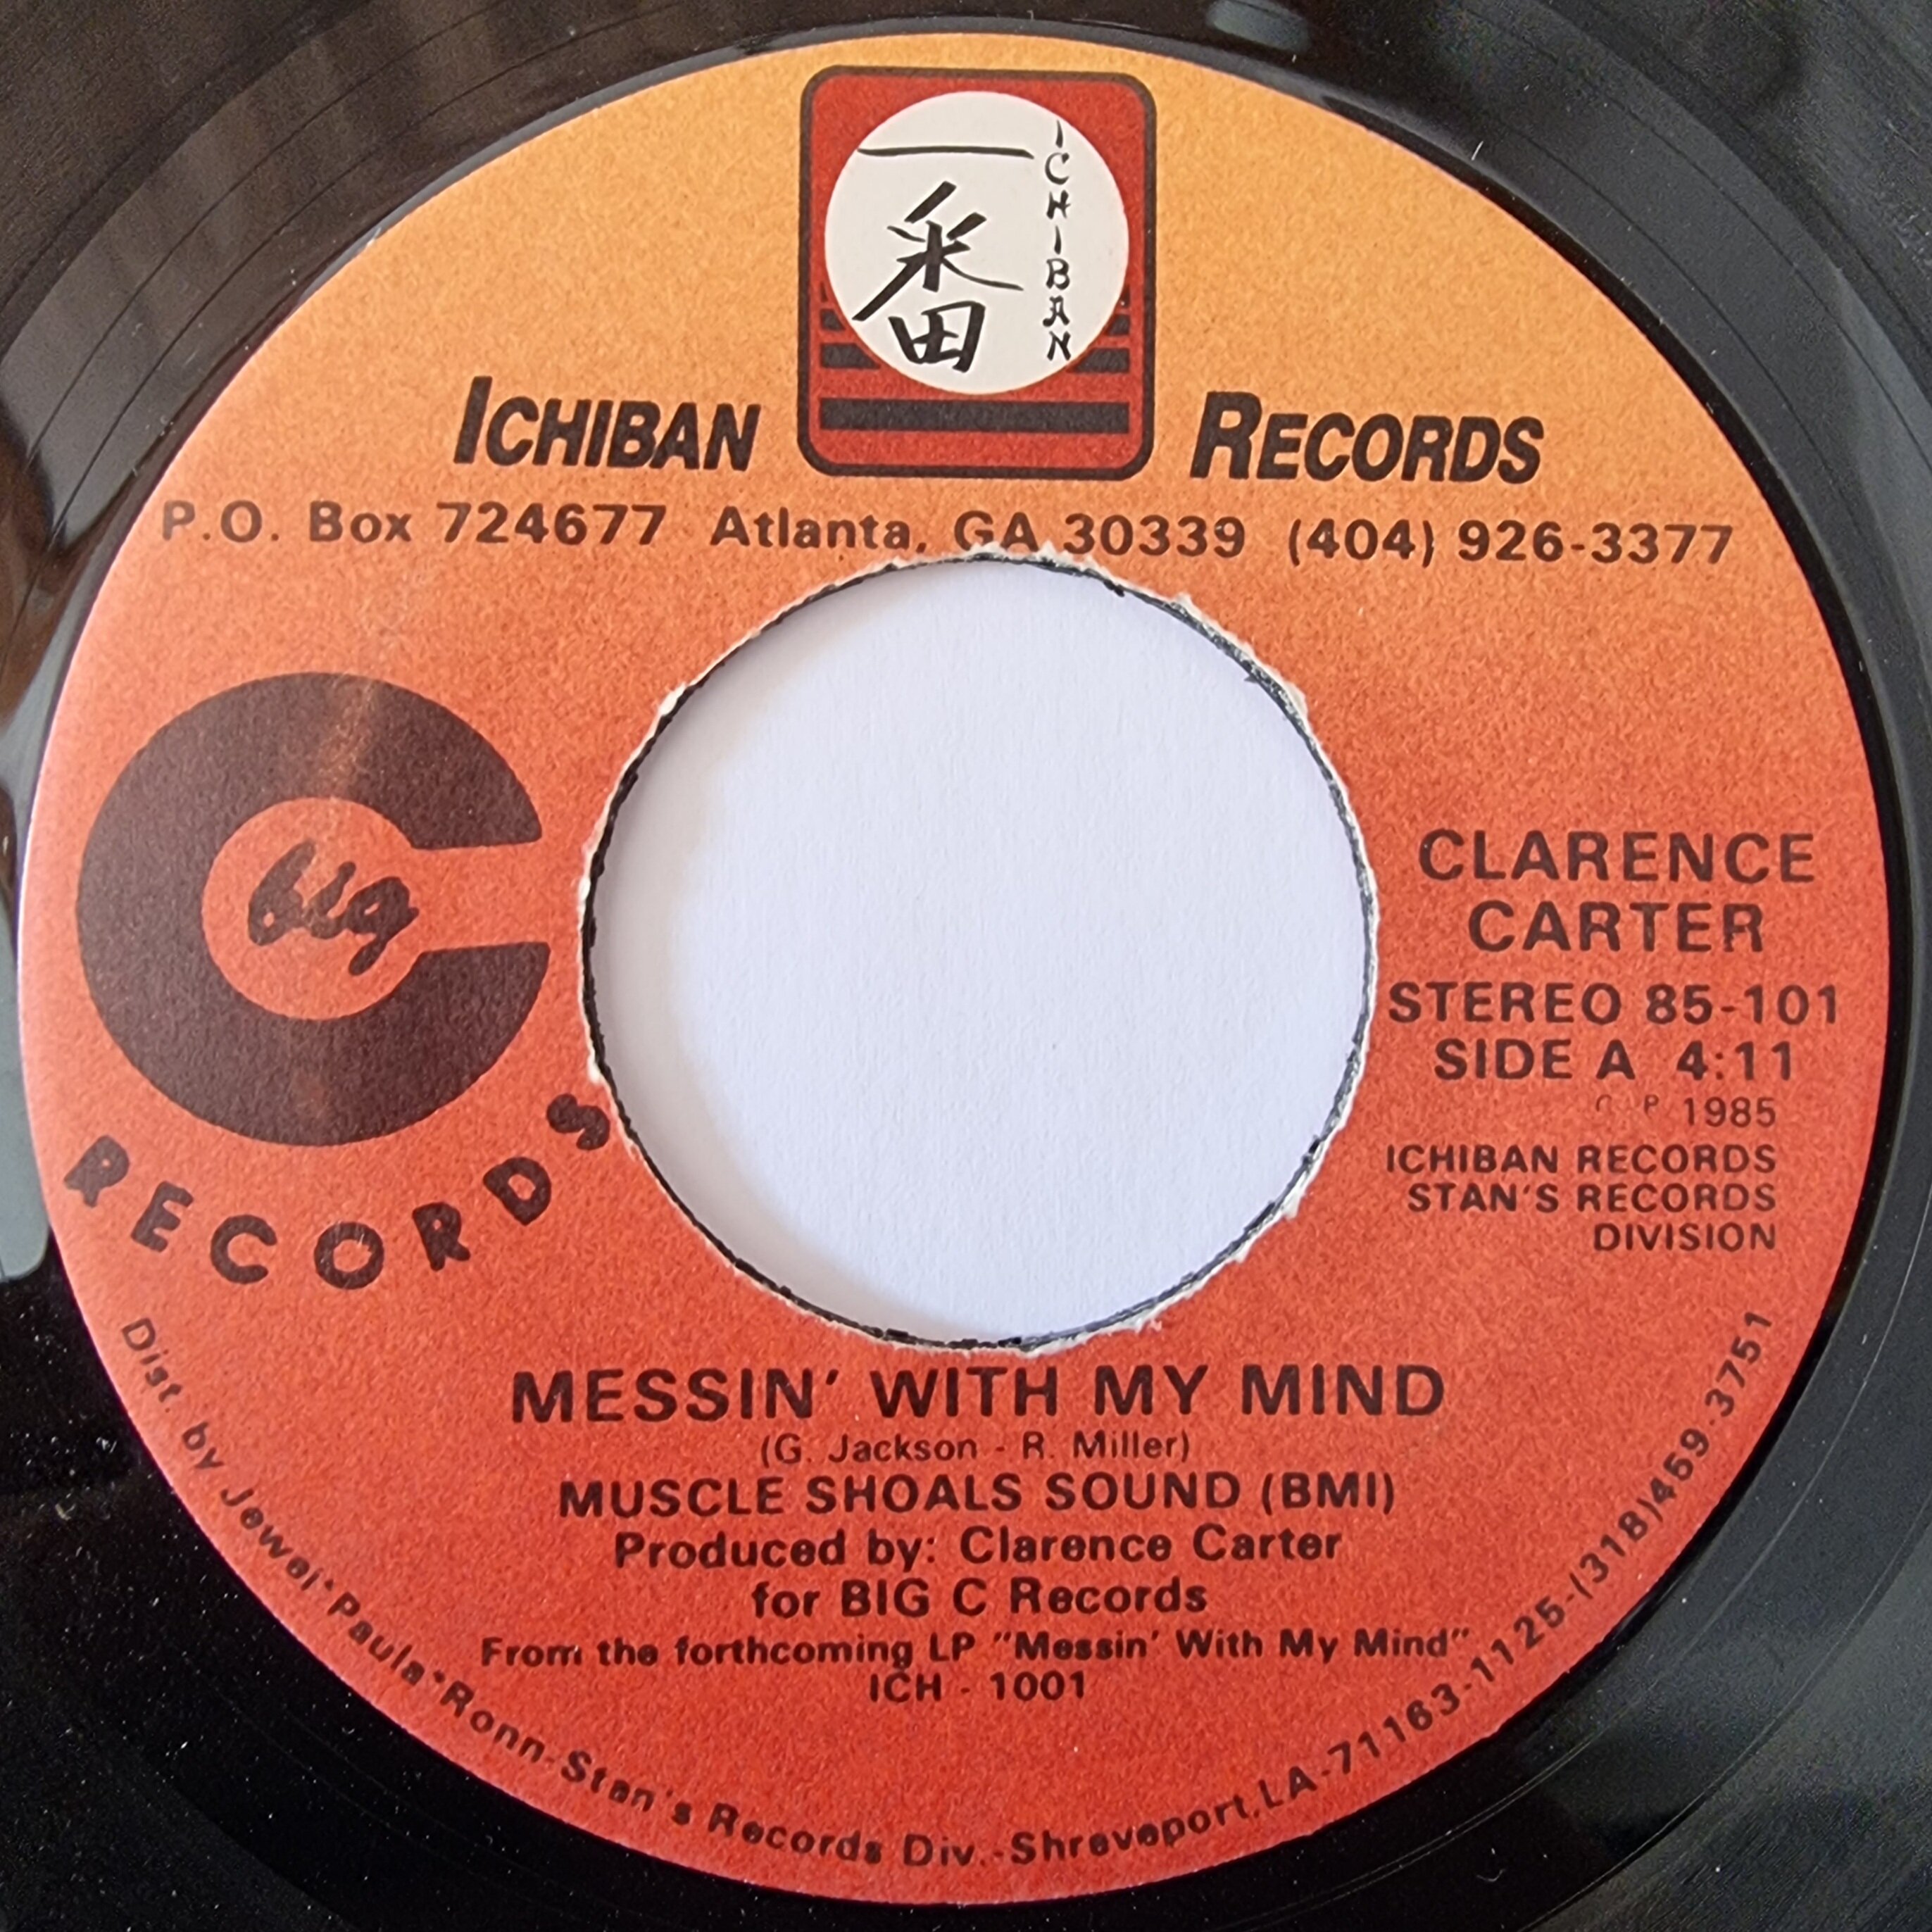 一番
ICHIBAN
ICHIBAN RECORDS
P.O. Box 724677 Atlanta, GA 30339 (404) 926-3377
big
C
RECORDS
CLARENCE
CARTER
STEREO 85-101
SIDE A 4:11
C P 1985
ICHIBAN RECORDS
STAN'S RECORDS
DIVISION
MESSIN' WITH MY MIND
(G. Jackson - R. Miller)
MUSCLE SHOALS SOUND (BMI)
Produced by: Clarence Carter
for BIG C Records
From the forthcoming LP "Messin' With My Mind"
ICH - 1001
Dist. by Jewel*Paula*Ronn-Stan's Records Div.-Shreveport, LA-71163-1125-(318)459-3751